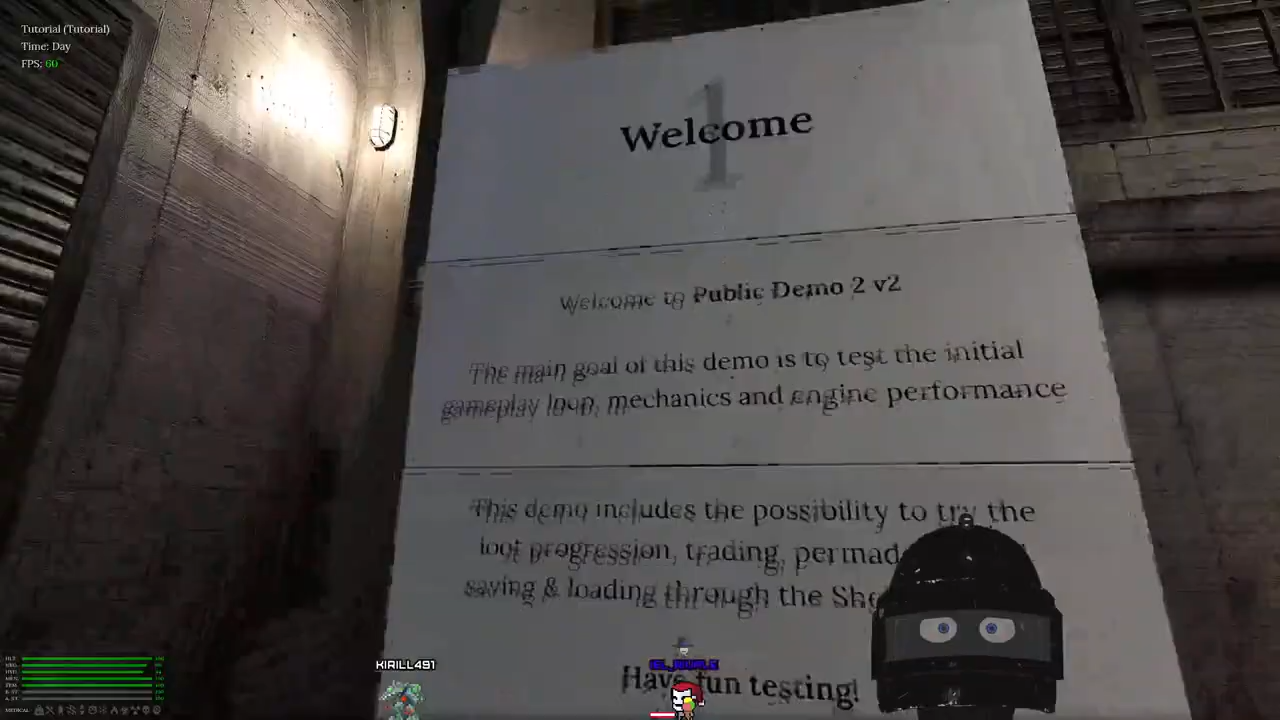 Tutorial (Tutorial)
Time: Day
FPS: 60
1
Welcome
Welcome to Public Demo 2 v2
The main goal of this demo is to test the initial
gameplay loop, mechanics and engine performance
This demo includes the possibility to try the
loot progression, trading,
saving & loading through the
KIRILL491
Have fun testing!
MEDICAL